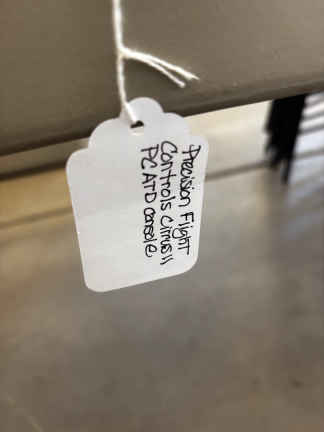 Precision Flight
Controls Cirrus II
PC ATD console